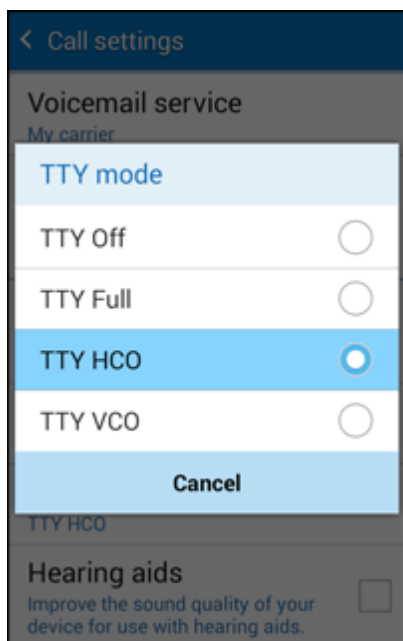 Call settings
Voicemail service
My carrier
TTY mode
TTY Off
TTY Full
TTY HCO
TTY VCO
Cancel
TTY HCO
Hearing aids
Improve the sound quality of your
device for use with hearing aids.